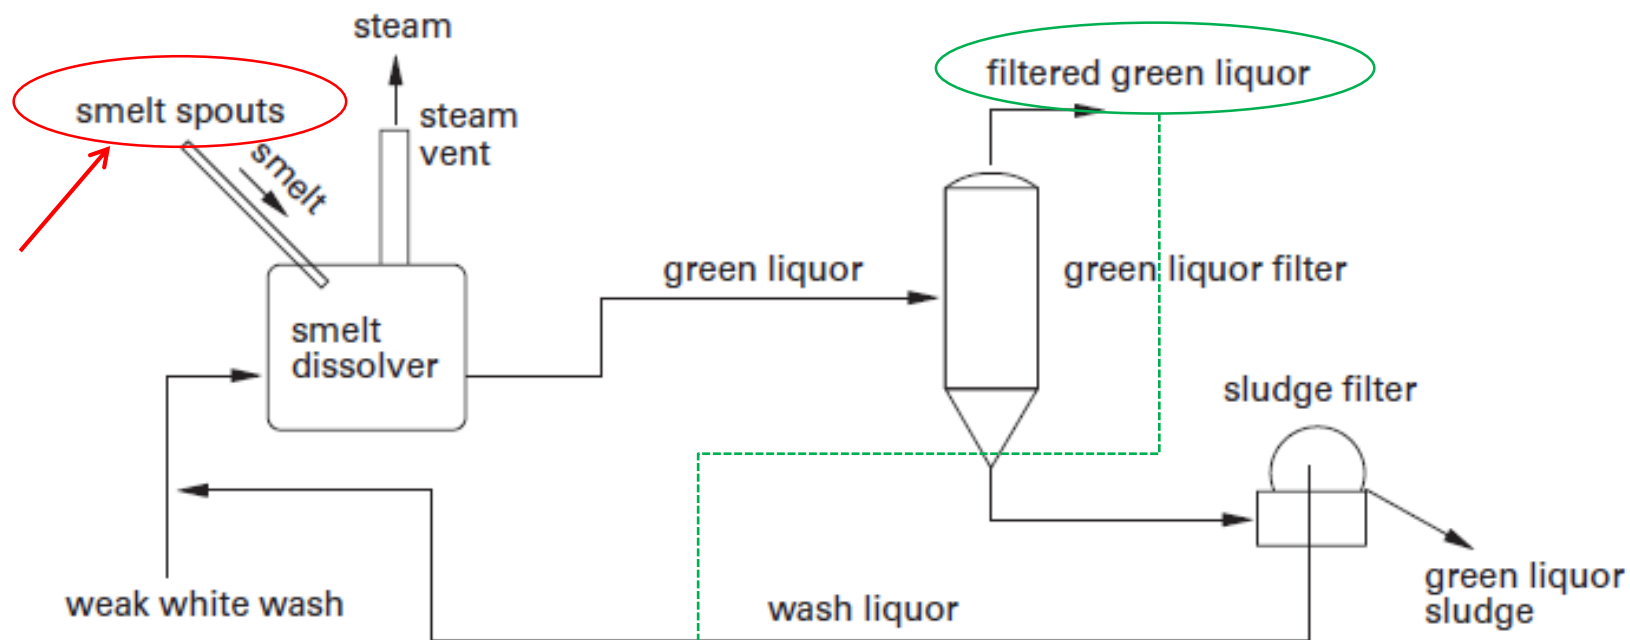 steam
smelt spouts
smelt
steam
vent
filtered green liquor
green liquor
green liquor filter
smelt
dissolver
sludge filter
green liquor
sludge
weak white wash
wash liquor